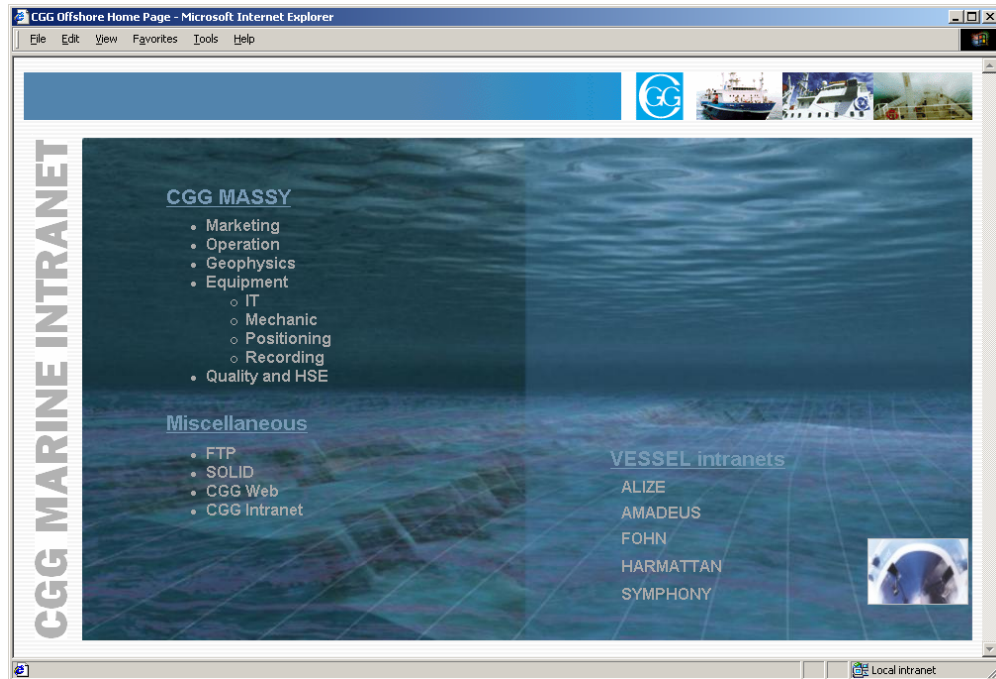 CGG Offshore Home Page - Microsoft Internet Explorer
File Edit View Favorites Tools Help
CGG
CGG MARINE INTRANET
CGG MASSY
Marketing
Operation
Geophysics
Equipment
IT
Mechanic
Positioning
Recording
Quality and HSE
Miscellaneous
FTP
SOLID
CGG Web
CGG Intranet
VESSEL intranets
ALIZE
AMADEUS
FOHN
HARMATTAN
SYMPHONY
Local intranet